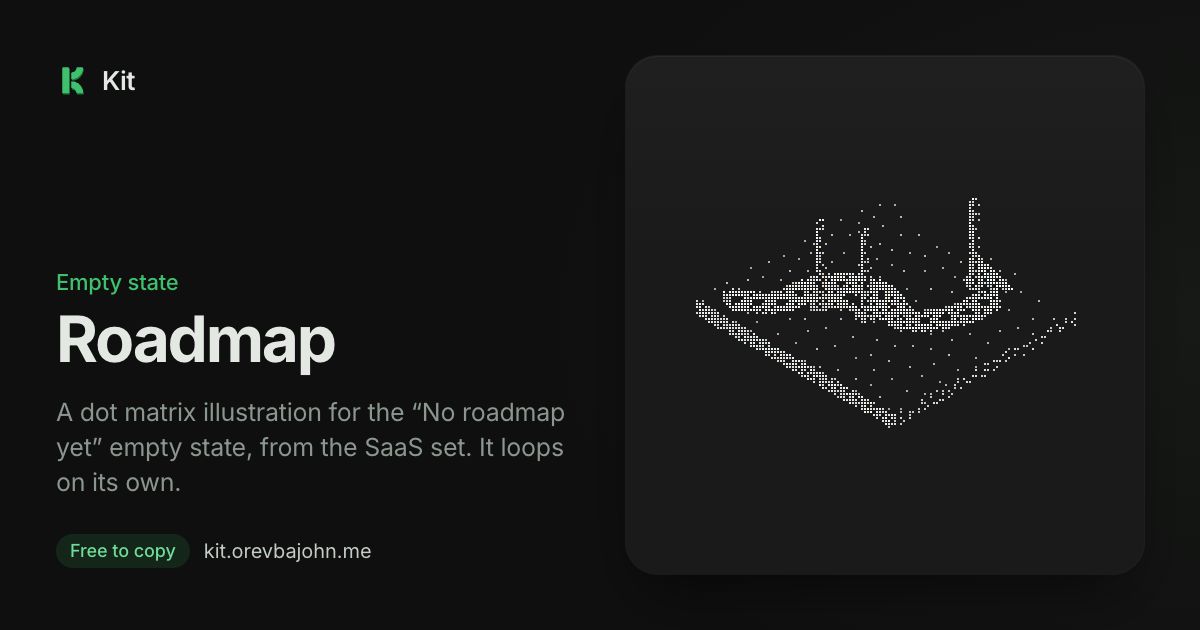 Kit
Empty state
Roadmap
A dot matrix illustration for the “No roadmap
yet” empty state, from the SaaS set. It loops
on its own.
Free to copy
kit.orevbajohn.me